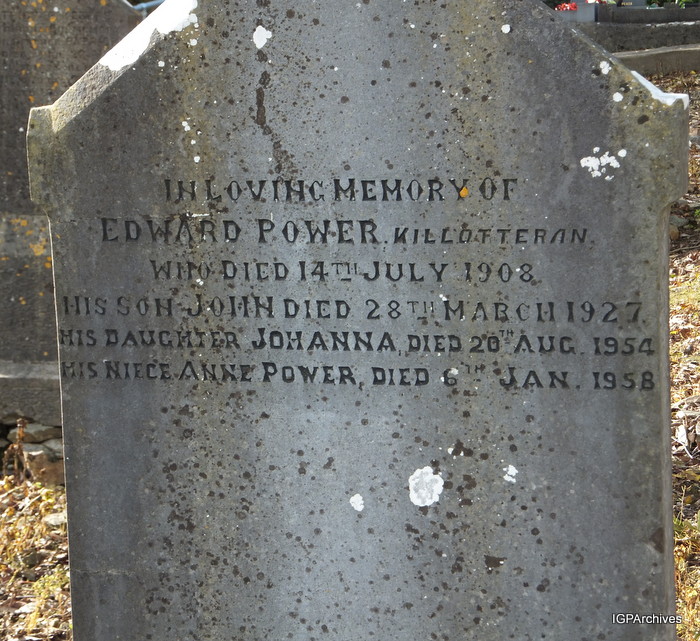 IN LOVING MEMORY OF
EDWARD POWER. KILLOTTERAN.
WHO DIED 14TH JULY 1908
HIS SON JOHN DIED 28TH MARCH 1927.
HIS DAUGHTER JOHANNA, DIED 20TH AUG. 1954
HIS NIECE ANNE POWER, DIED 6TH JAN. 1958
IGPArchives